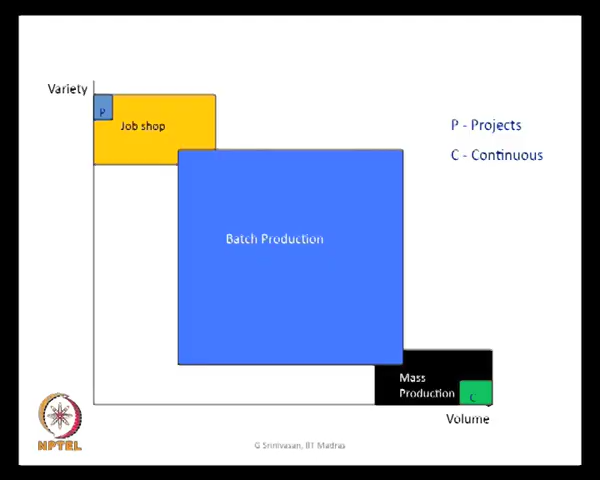 Variety
P
Job shop
P - Projects
C - Continuous
Batch Production
Mass
Production
C
Volume
NPTEL
G Srinivasan, IIT Madras